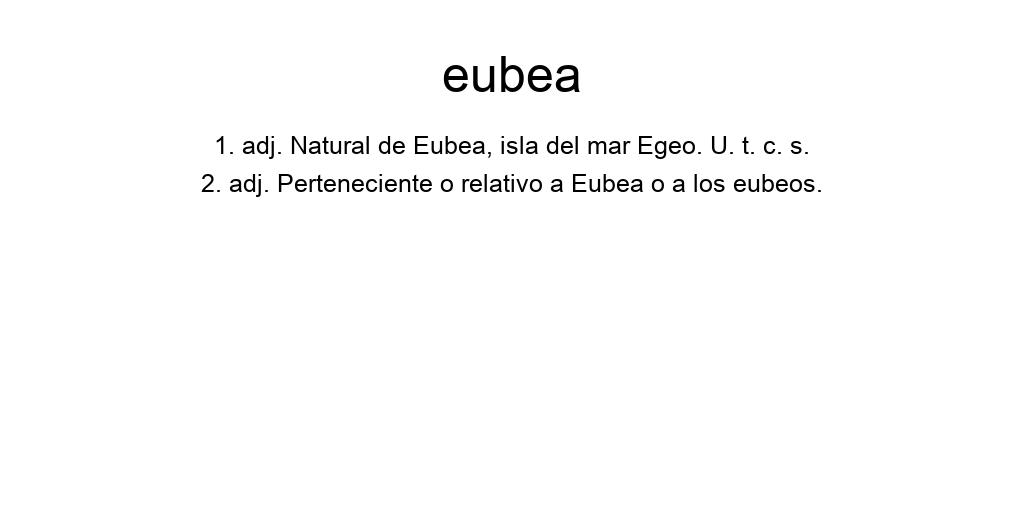 eubea
1. adj. Natural de Eubea, isla del mar Egeo. U. t. c. s.
2. adj. Perteneciente o relativo a Eubea o a los eubeos.